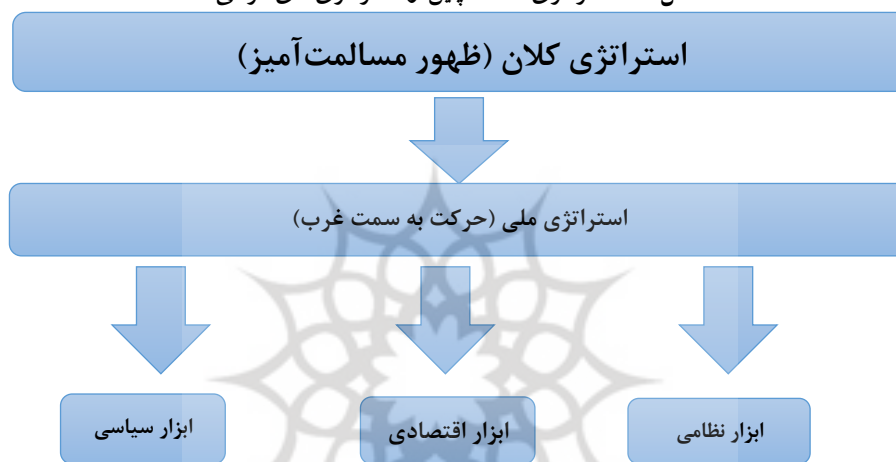 استراتژی کلان (ظهور مسالمت‌آمیز)
استراتژی ملی (حرکت به سمت غرب)
ابزار نظامی
ابزار اقتصادی
ابزار سیاسی